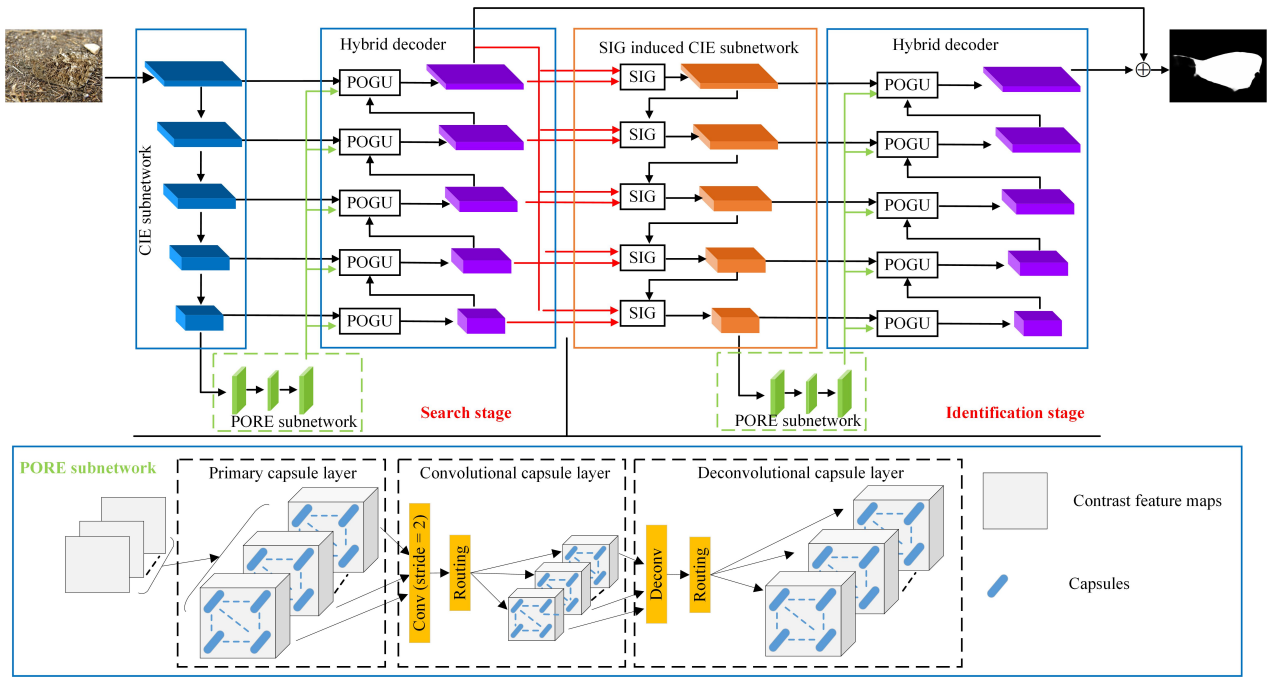 Hybrid decoder
SIG induced CIE subnetwork
Hybrid decoder
CIE subnetwork
POGU
SIG
POGU
POGU
SIG
POGU
POGU
SIG
POGU
POGU
SIG
POGU
POGU
SIG
POGU
PORE subnetwork
Search stage
PORE subnetwork
Identification stage
PORE subnetwork
Primary capsule layer
Convolutional capsule layer
Deconvolutional capsule layer
Conv (stride = 2)
Routing
Deconv
Routing
Contrast feature maps
Capsules